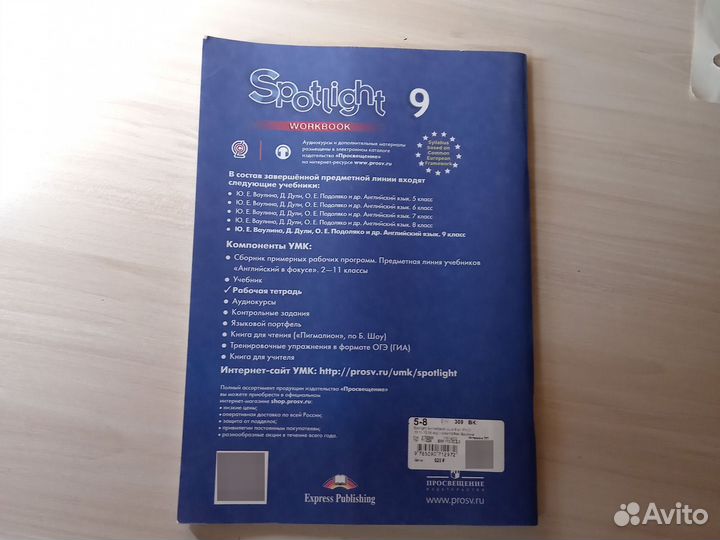 Spotlight 9
WORKBOOK
Аудиокурсы и дополнительные материалы
размещены в электронном каталоге
издательства «Просвещение»
на интернет-ресурсе www.prosv.ru
Syllabus
based on
Common
European
Framework
В состав завершённой предметной линии входят
следующие учебники:
• Ю. Е. Ваулина, Д. Дули, О. Е. Подоляко и др. Английский язык. 5 класс
• Ю. Е. Ваулина, Д. Дули, О. Е. Подоляко и др. Английский язык. 6 класс
• Ю. Е. Ваулина, Д. Дули, О. Е. Подоляко и др. Английский язык. 7 класс
• Ю. Е. Ваулина, Д. Дули, О. Е. Подоляко и др. Английский язык. 8 класс
• Ю. Е. Ваулина, Д. Дули, О. Е. Подоляко и др. Английский язык. 9 класс
Компоненты УМК:
• Сборник примерных рабочих программ. Предметная линия учебников
«Английский в фокусе». 2—11 классы
• Учебник
✓ Рабочая тетрадь
• Аудиокурсы
• Контрольные задания
• Языковой портфель
• Книга для чтения («Пигмалион», по Б. Шоу)
• Тренировочные упражнения в формате ОГЭ (ГИА)
• Книга для учителя
Интернет-сайт УМК: http://prosv.ru/umk/spotlight
Полный ассортимент продукции издательства «Просвещение»
вы можете приобрести в официальном
интернет-магазине shop.prosv.ru:
• низкие цены;
• оперативная доставка по всей России;
• защита от подделок;
• привилегии постоянным покупателям;
• разнообразные акции в течение всего года.
5-8 309 ВК
9 785090 712972
Express Publishing
ПРОСВЕЩЕНИЕ
ИЗДАТЕЛЬСТВО
www.prosv.ru
Avito